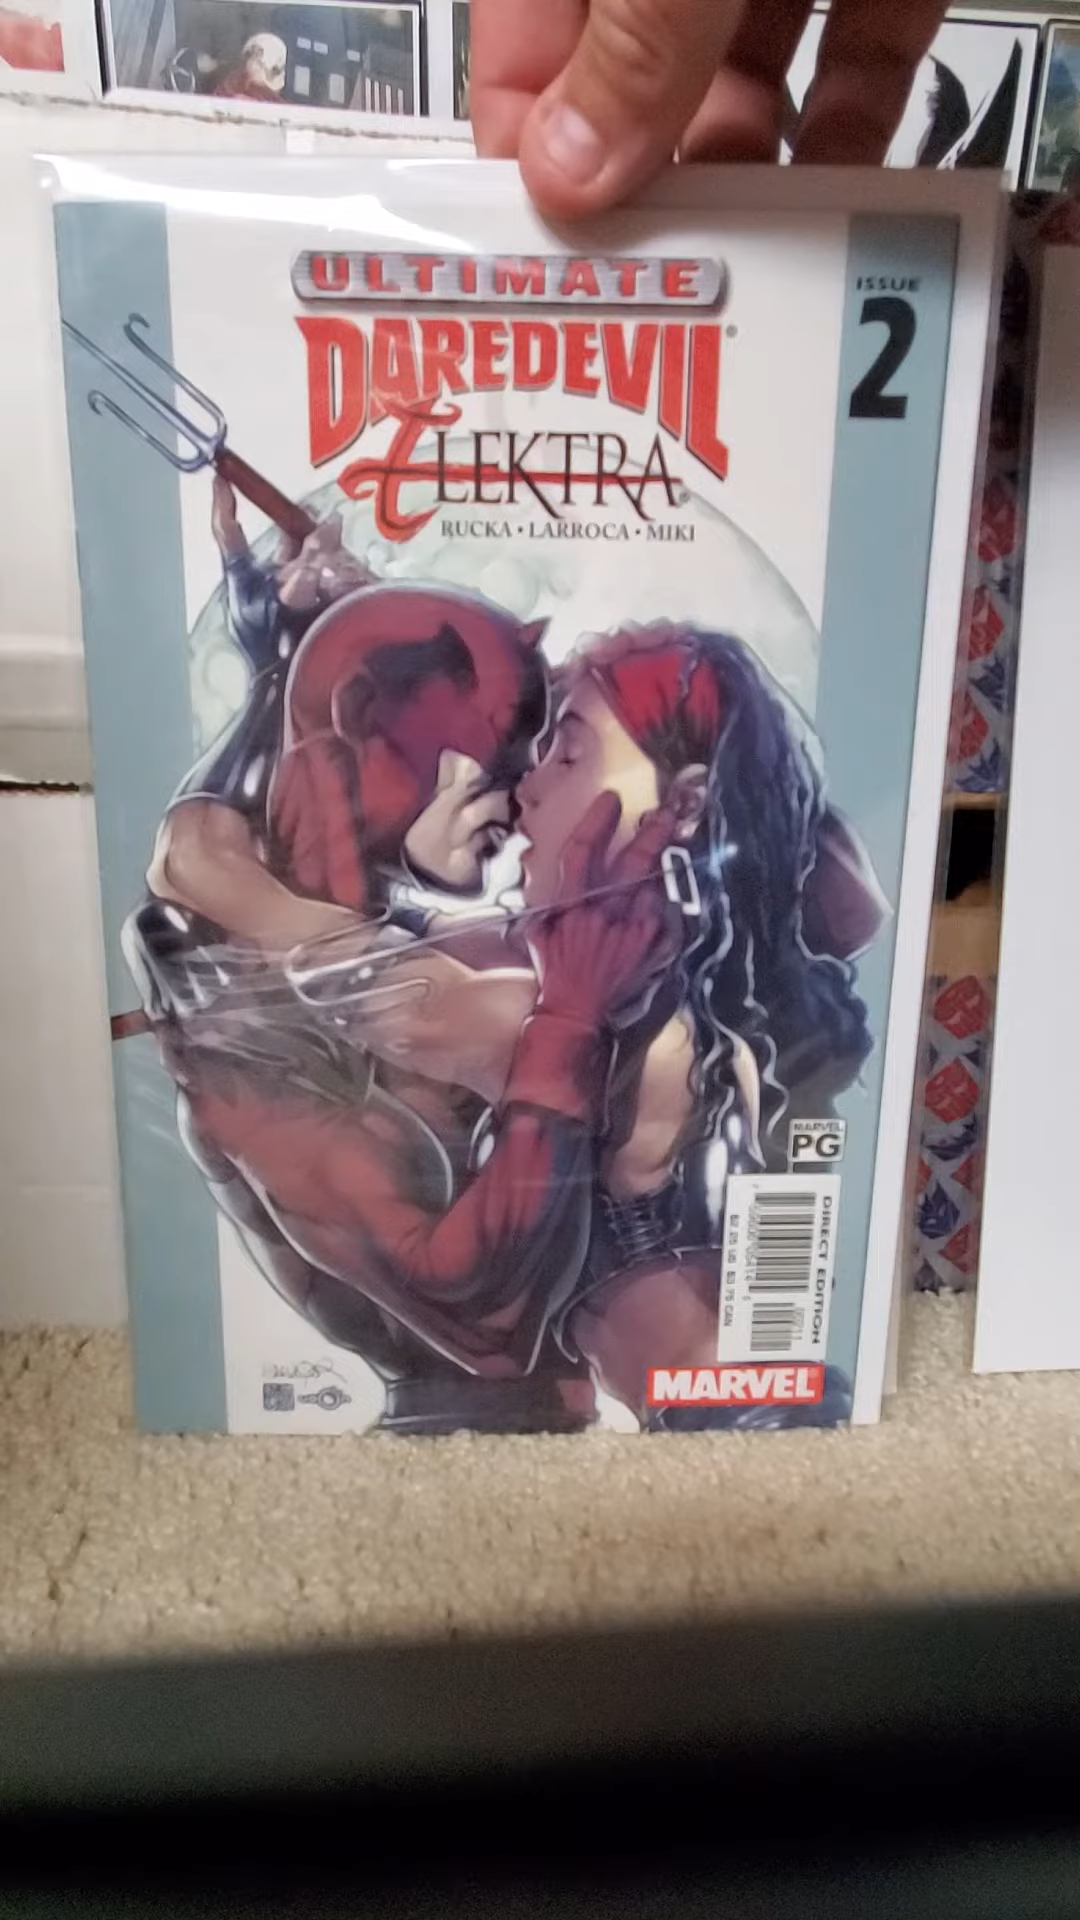 ULTIMATE
DAREDEVIL
ELEKTRA
RUCKA • LARROCA • MIKI
ISSUE
2
MARVEL
PG
DIRECT EDITION
$2.25 US $3.75 CAN
00211
MARVEL